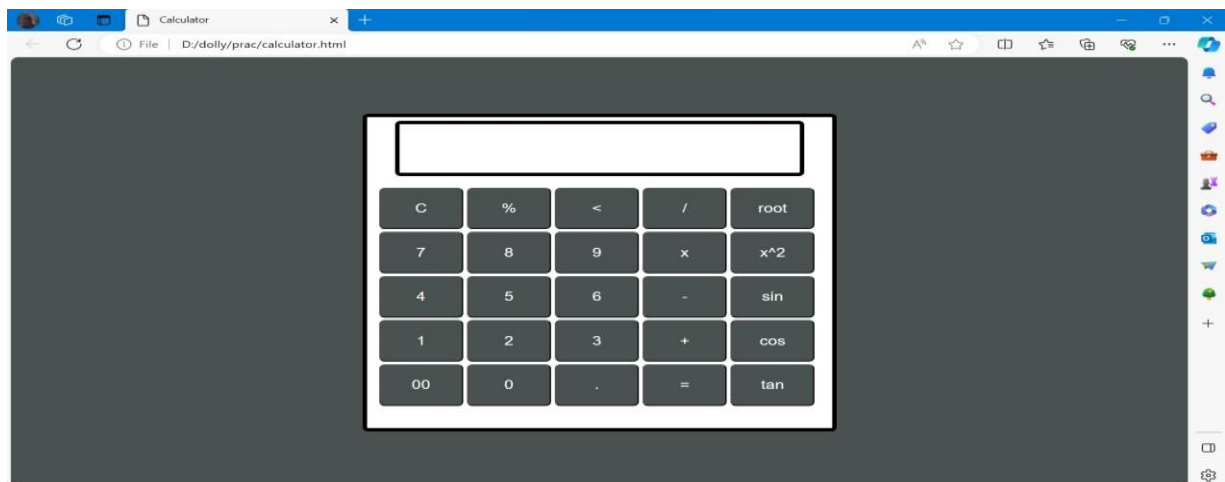 Calculator
File | D:/dolly/prac/calculator.html
C % < / root
7 8 9 x x^2
4 5 6 - sin
1 2 3 + cos
00 0 . = tan